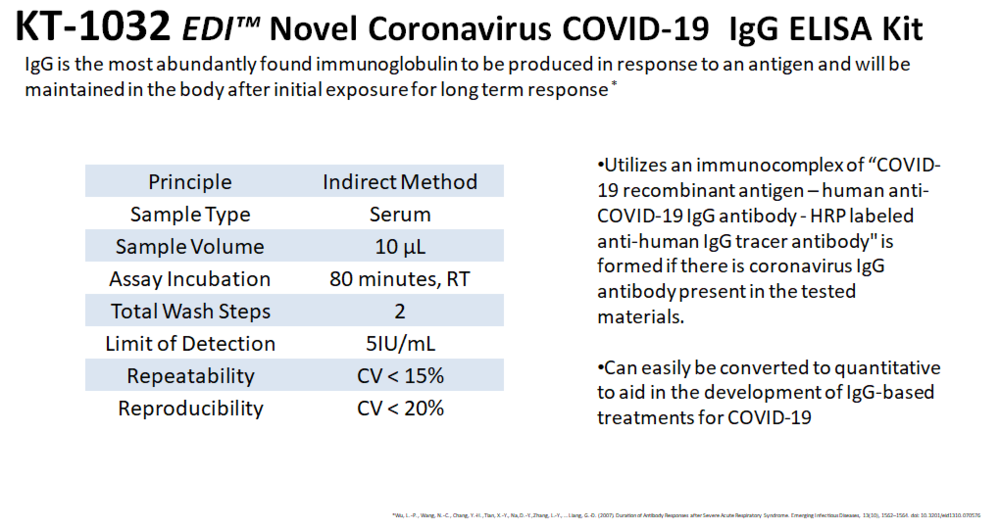 KT-1032 EDI™ Novel Coronavirus COVID-19 IgG ELISA Kit
IgG is the most abundantly found immunoglobulin to be produced in response to an antigen and will be
maintained in the body after initial exposure for long term response*
Principle Indirect Method
Sample Type Serum
Sample Volume 10 µL
Assay Incubation 80 minutes, RT
Total Wash Steps 2
Limit of Detection 5IU/mL
Repeatability CV < 15%
Reproducibility CV < 20%
•Utilizes an immunocomplex of “COVID-
19 recombinant antigen – human anti-
COVID-19 IgG antibody - HRP labeled
anti-human IgG tracer antibody" is
formed if there is coronavirus IgG
antibody present in the tested
materials.
•Can easily be converted to quantitative
to aid in the development of IgG-based
treatments for COVID-19
*Wu, L.-P., Wang, N.-C., Chang, Y.-H., Tian, X.-Y., Na, D.-Y., Zhang, L.-Y., ... Liang, G.-D. (2007). Duration of Antibody Responses after Severe Acute Respiratory Syndrome. Emerging Infectious Diseases, 13(10), 1562–1564. doi: 10.3201/eid1310.070576